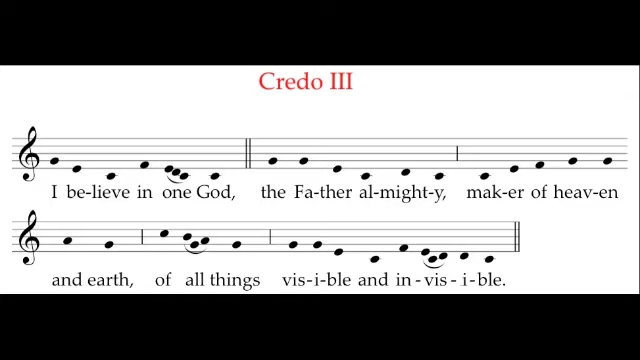 Credo III
I be-lieve in one God, the Fa-ther al-might-y, mak-er of heav-en
and earth, of all things vis-i-ble and in-vis-i-ble.